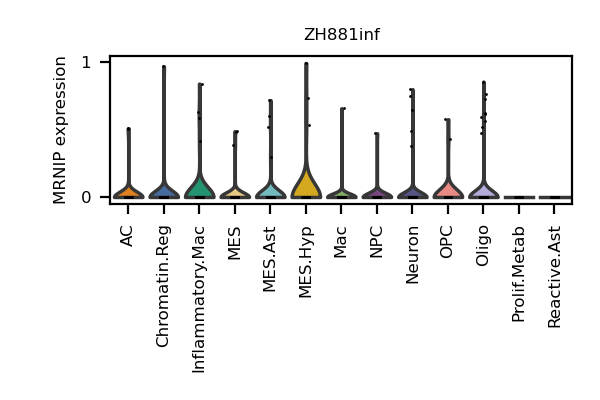 ZH881inf
MRNIP expression
1
0
AC
Chromatin.Reg
Inflammatory.Mac
MES
MES.Ast
MES.Hyp
Mac
NPC
Neuron
OPC
Oligo
Prolif.Metab
Reactive.Ast